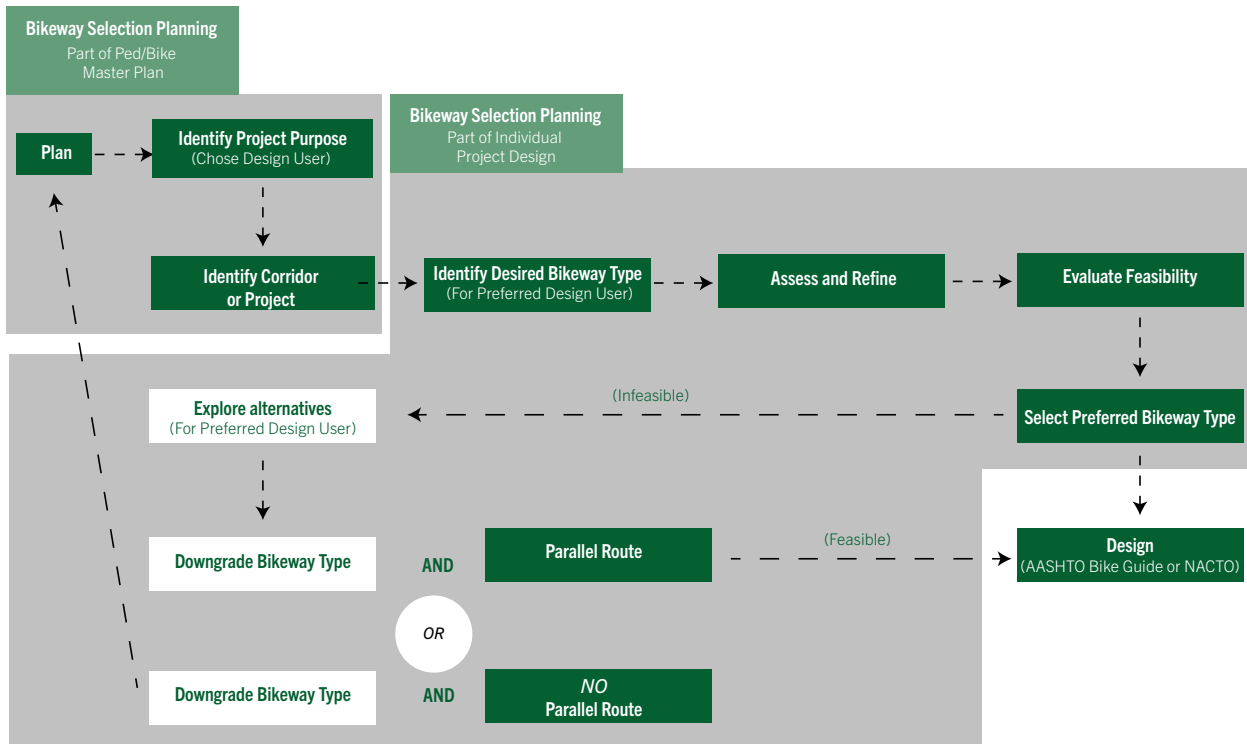 Bikeway Selection Planning
Part of Ped/Bike
Master Plan
Bikeway Selection Planning
Part of Individual
Project Design
Plan
Identify Project Purpose
(Chose Design User)
Identify Corridor
or Project
Identify Desired Bikeway Type
(For Preferred Design User)
Assess and Refine
Evaluate Feasibility
Select Preferred Bikeway Type
(Infeasible)
Explore alternatives
(For Preferred Design User)
Downgrade Bikeway Type
AND
Parallel Route
(Feasible)
Design
(AASHTO Bike Guide or NACTO)
OR
Downgrade Bikeway Type
AND
NO
Parallel Route